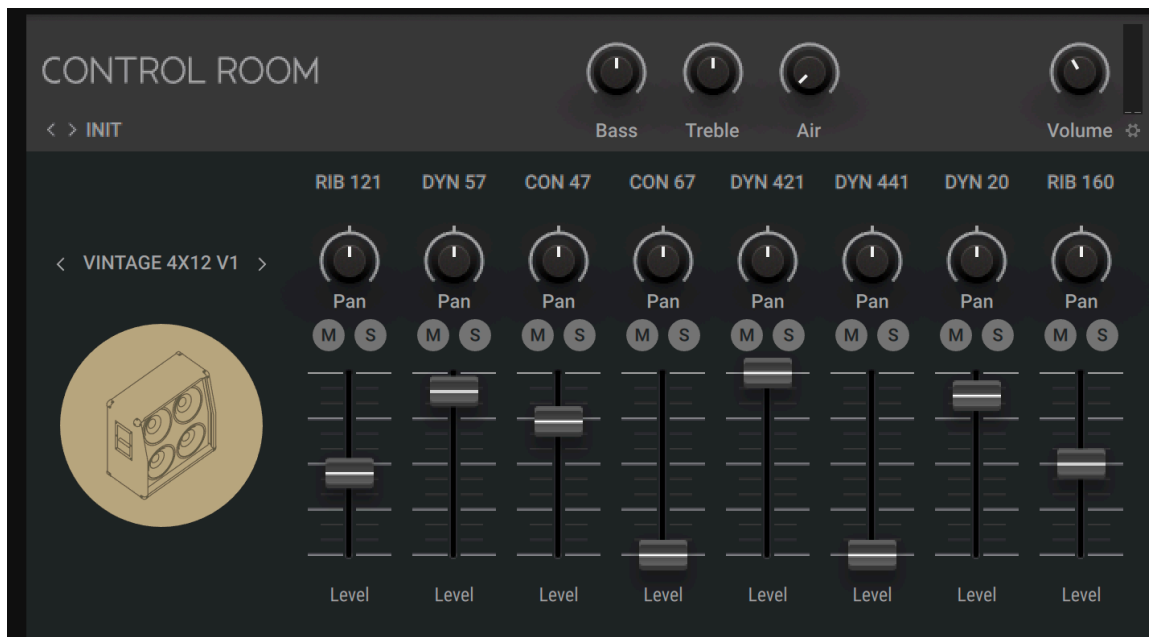 CONTROL ROOM
< > INIT
Bass Treble Air Volume
RIB 121 DYN 57 CON 47 CON 67 DYN 421 DYN 441 DYN 20 RIB 160
< VINTAGE 4X12 V1 >
Pan Pan Pan Pan Pan Pan Pan Pan
M S M S M S M S M S M S M S M S
Level Level Level Level Level Level Level Level